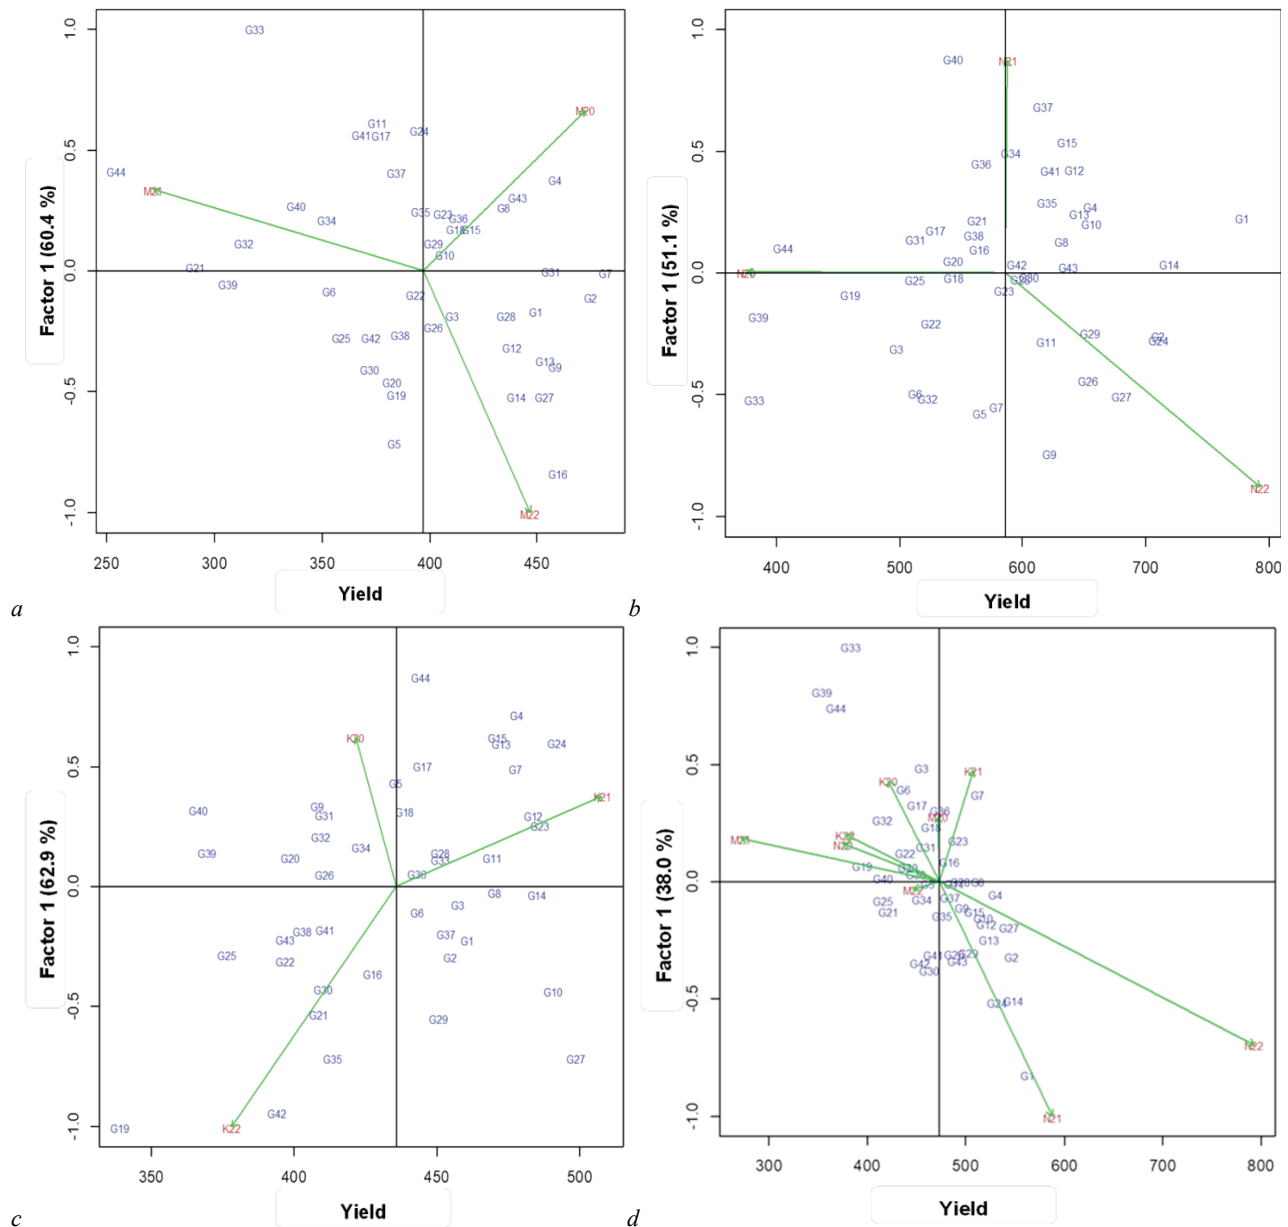 1.0
0.5
0.0
-0.5
-1.0
Factor 1 (60.4 %)
G33
G11
G41
G17
G24
M20
G44
G37
G4
G43
G8
G40
G34
G35
G23
G36
G18
G15
G32
G29
G10
G21
G31
G7
G39
G6
G22
G2
G1
G3
G28
G26
G25
G42
G38
G12
G13
G9
G30
G20
G19
G14
G27
G5
G16
M22
250 300 350 400 450
Yield
a
1.0
0.5
0.0
-0.5
-1.0
Factor 1 (51.1 %)
G40
N21
G37
G15
G34
G36
G41
G12
G35
G4
G13
G10
G1
G21
G17
G38
G31
G8
G44
G16
G20
G42
G43
G14
N20
G25
G18
G30
G23
G19
G39
G22
G3
G29
G11
G2
G24
G26
G6
G32
G27
G33
G7
G5
G9
N22
400 500 600 700 800
Yield
b
1.0
0.5
0.0
-0.5
-1.0
Factor 1 (62.9 %)
G44
G4
K20
G15
G13
G24
G17
G7
G5
K21
G40
G9
G31
G18
G12
G23
G32
G34
G39
G20
G28
G33
G11
G26
G36
G8
G14
G3
G6
G38
G41
G43
G37
G1
G25
G22
G2
G16
G30
G10
G21
G29
G35
G27
G42
G19
K22
350 400 450 500
Yield
c
1.0
0.5
0.0
-0.5
-1.0
Factor 1 (38.0 %)
G33
G39
G44
G3
K21
K20
G6
G7
G17
G36
M20
G32
G18
M21
K22
N20
G31
G23
G22
G16
G19
G40
M22
G8
G4
G25
G34
G37
G21
G35
G9
G15
G10
G12
G27
G13
G41
G42
G30
G43
G29
G2
G24
G14
N22
G1
N21
300 400 500 600 700 800
Yield
d